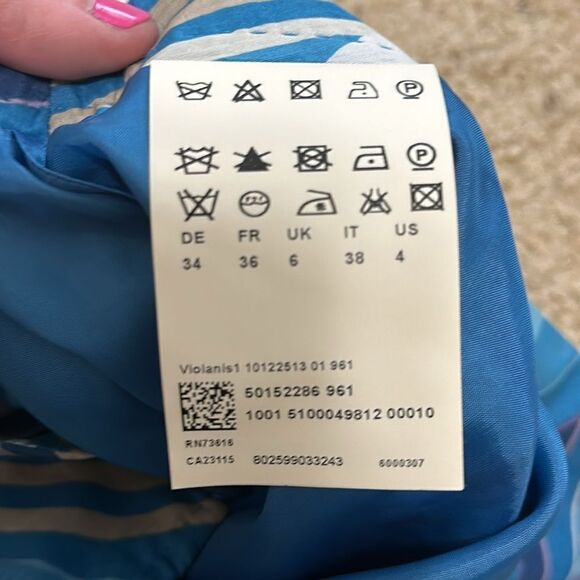 P
P
DE FR UK IT US
34 36 6 38 4
Violanis1 10122513 01 961
50152286 961
1001 5100049812 00010
RN73616
CA23115 802599033243 6000307